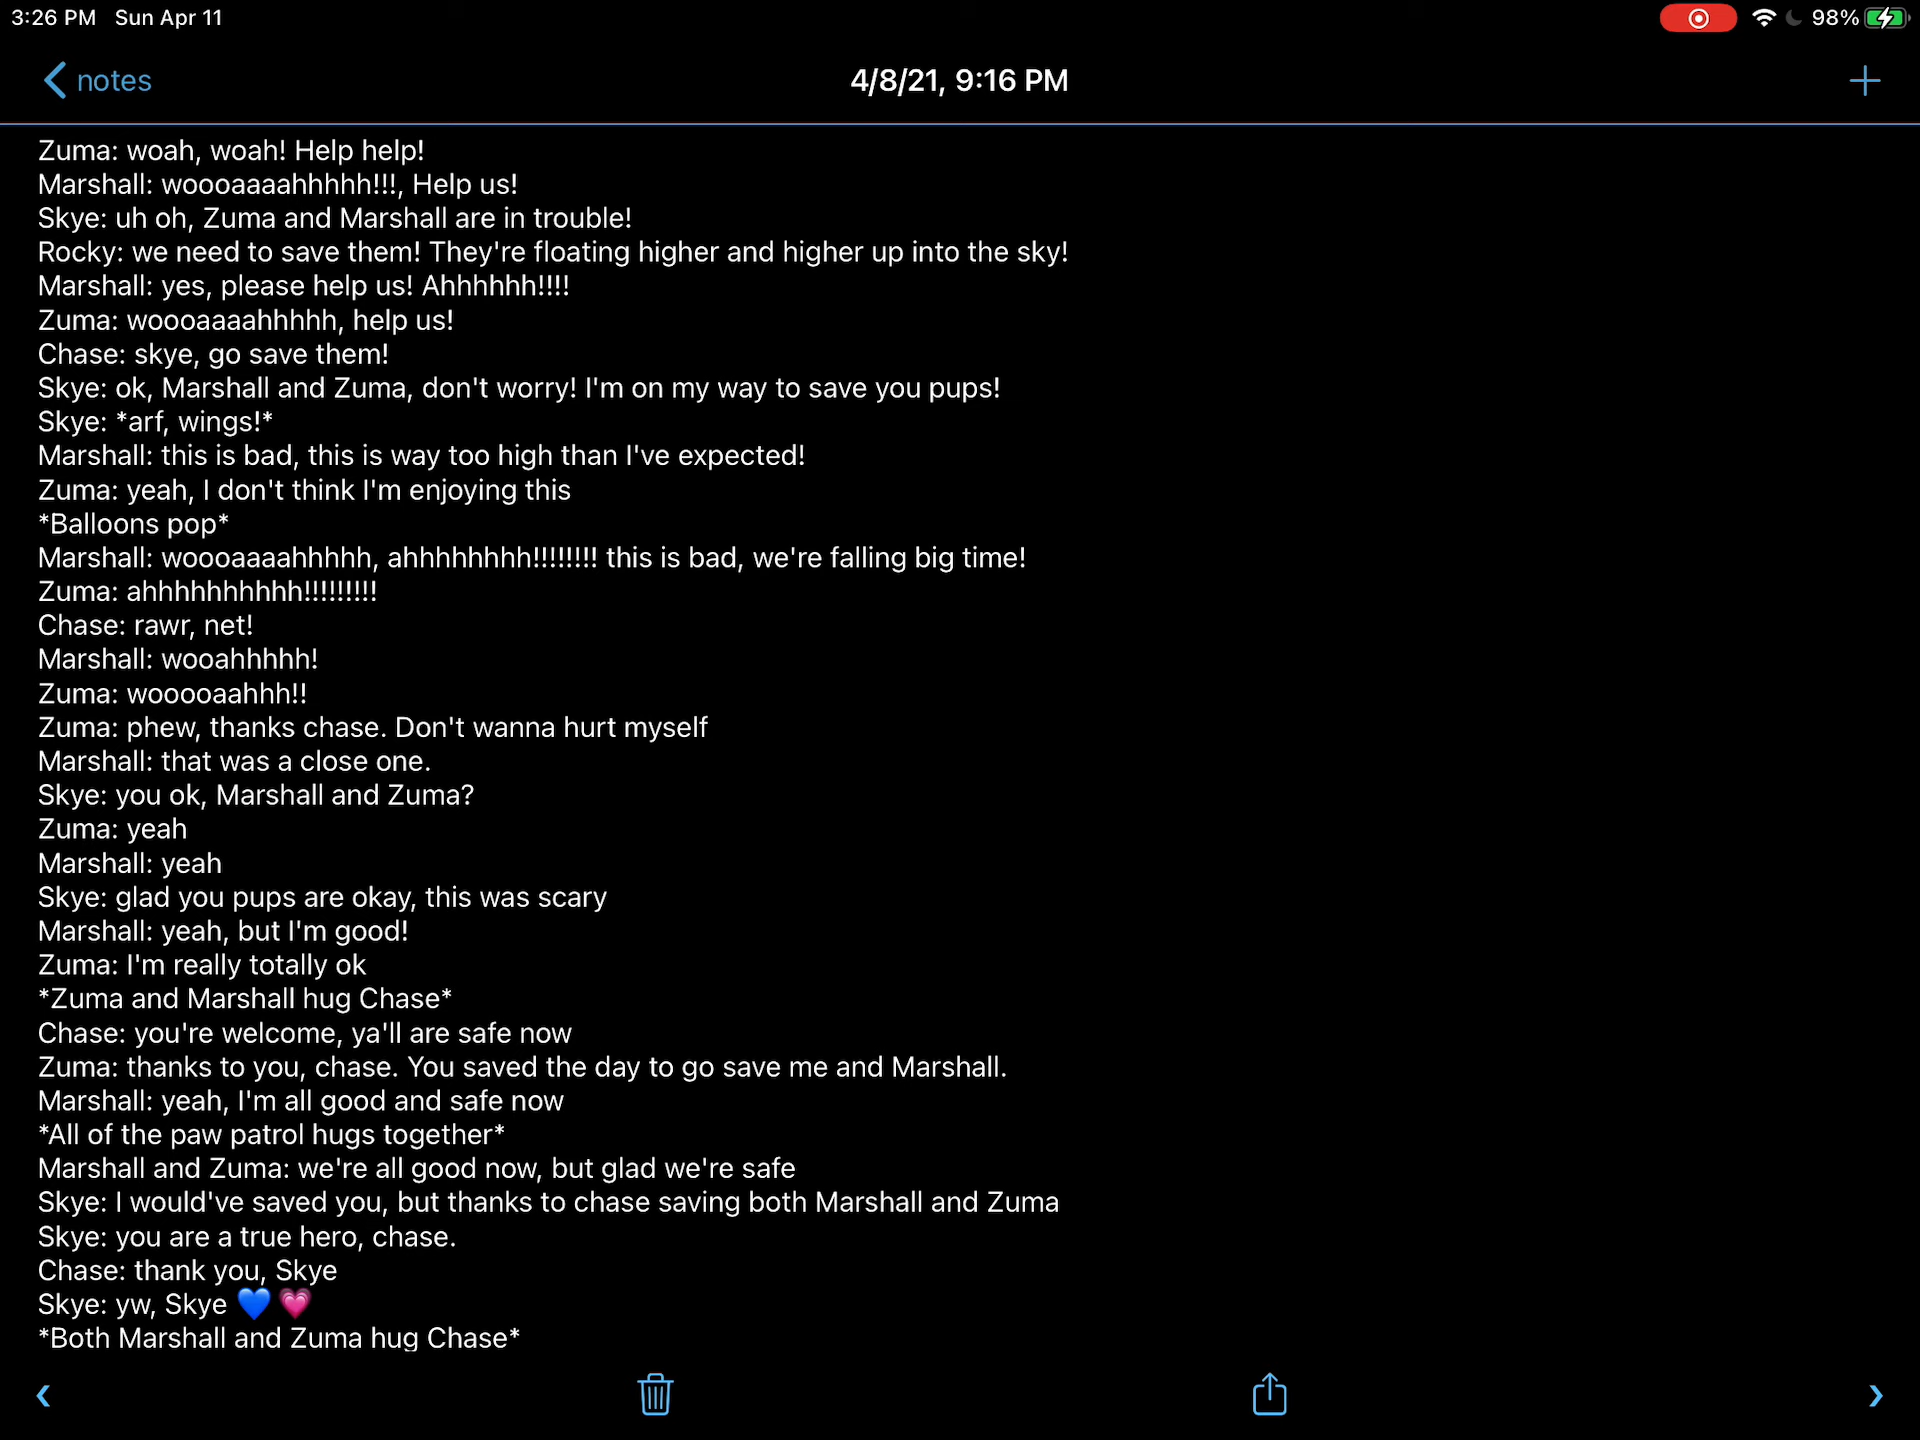 3:26 PM Sun Apr 11
98%
notes
4/8/21, 9:16 PM
Zuma: woah, woah! Help help!
Marshall: woooaaaahhhhh!!!, Help us!
Skye: uh oh, Zuma and Marshall are in trouble!
Rocky: we need to save them! They're floating higher and higher up into the sky!
Marshall: yes, please help us! Ahhhhhh!!!!
Zuma: woooaaaahhhhh, help us!
Chase: skye, go save them!
Skye: ok, Marshall and Zuma, don't worry! I'm on my way to save you pups!
Skye: *arf, wings!*
Marshall: this is bad, this is way too high than I've expected!
Zuma: yeah, I don't think I'm enjoying this
*Balloons pop*
Marshall: woooaaaahhhhh, ahhhhhhhh!!!!!!!! this is bad, we're falling big time!
Zuma: ahhhhhhhhhh!!!!!!!!!
Chase: rawr, net!
Marshall: wooahhhhh!
Zuma: wooooaahhh!!
Zuma: phew, thanks chase. Don't wanna hurt myself
Marshall: that was a close one.
Skye: you ok, Marshall and Zuma?
Zuma: yeah
Marshall: yeah
Skye: glad you pups are okay, this was scary
Marshall: yeah, but I'm good!
Zuma: I'm really totally ok
*Zuma and Marshall hug Chase*
Chase: you're welcome, ya'll are safe now
Zuma: thanks to you, chase. You saved the day to go save me and Marshall.
Marshall: yeah, I'm all good and safe now
*All of the paw patrol hugs together*
Marshall and Zuma: we're all good now, but glad we're safe
Skye: I would've saved you, but thanks to chase saving both Marshall and Zuma
Skye: you are a true hero, chase.
Chase: thank you, Skye
Skye: yw, Skye 💙 💗
*Both Marshall and Zuma hug Chase*